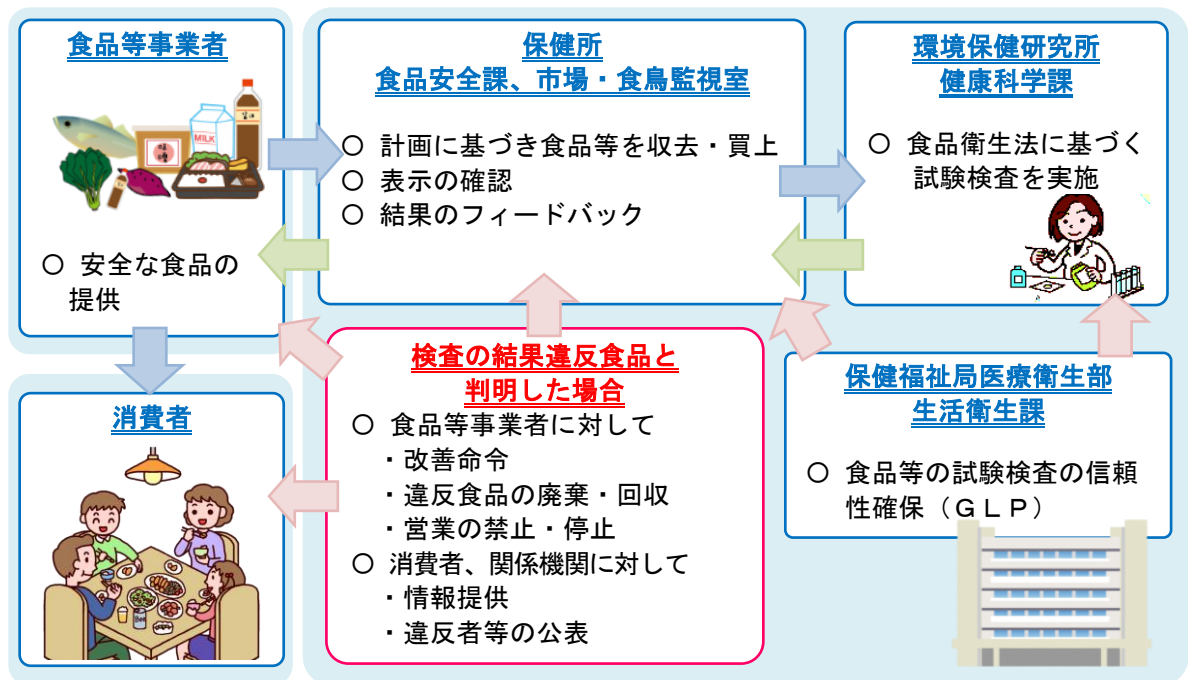 食品等事業者
MILK
味噌
醤油
〇 安全な食品の
提供
保健所
食品安全課、市場・食鳥監視室
〇 計画に基づき食品等を収去・買上
〇 表示の確認
〇 結果のフィードバック
環境保健研究所
健康科学課
〇 食品衛生法に基づく
試験検査を実施
消費者
検査の結果違反食品と
判明した場合
〇 食品等事業者に対して
・改善命令
・違反食品の廃棄・回収
・営業の禁止・停止
〇 消費者、関係機関に対して
・情報提供
・違反者等の公表
保健福祉局医療衛生部
生活衛生課
〇 食品等の試験検査の信頼
性確保（ＧＬＰ）